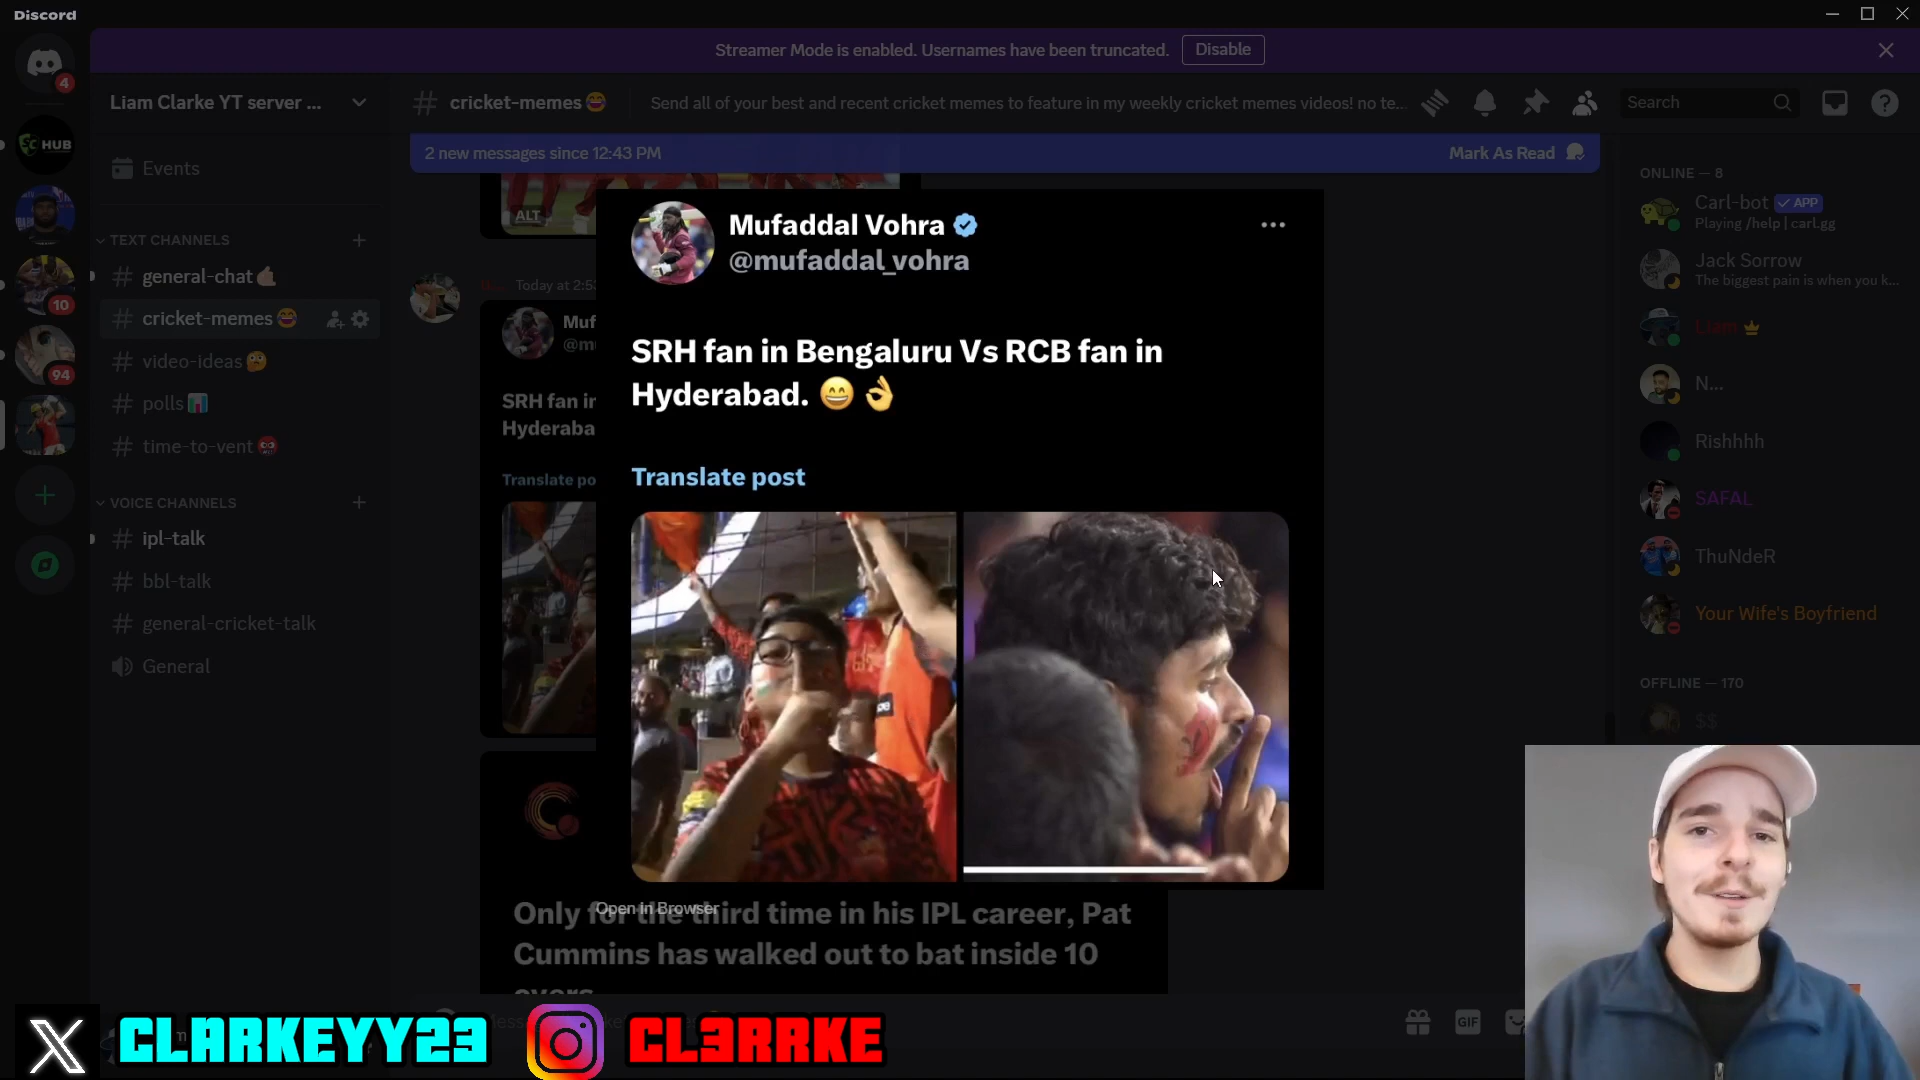 Discord
Streamer Mode is enabled. Usernames have been truncated.
Disable
4
Liam Clarke YT server ...
cricket-memes
Send all of your best and recent cricket memes to feature in my weekly cricket memes videos! no te...
Search
HUB
2 new messages since 12:43 PM
Mark As Read
Events
ALT
Mufaddal Vohra
@mufaddal_vohra
SRH fan in Bengaluru Vs RCB fan in
Hyderabad.
Translate post
TEXT CHANNELS
general-chat
cricket-memes
video-ideas
polls
time-to-vent
10
94
VOICE CHANNELS
ipl-talk
bbl-talk
general-cricket-talk
General
Today at 2:5
Muf
@m
SRH fan in
Hyderaba
Translate po
Open in Browser
Only for the third time in his IPL career, Pat
Cummins has walked out to bat inside 10
overs
GIF
ONLINE — 8
Carl-bot
APP
Playing /help | carl.gg
Jack Sorrow
The biggest pain is when you k...
Liam
N...
Rishhhh
SAFAL
ThuNdeR
Your Wife's Boyfriend
OFFLINE — 170
$$
CLARKEYY23
CL3RRKE